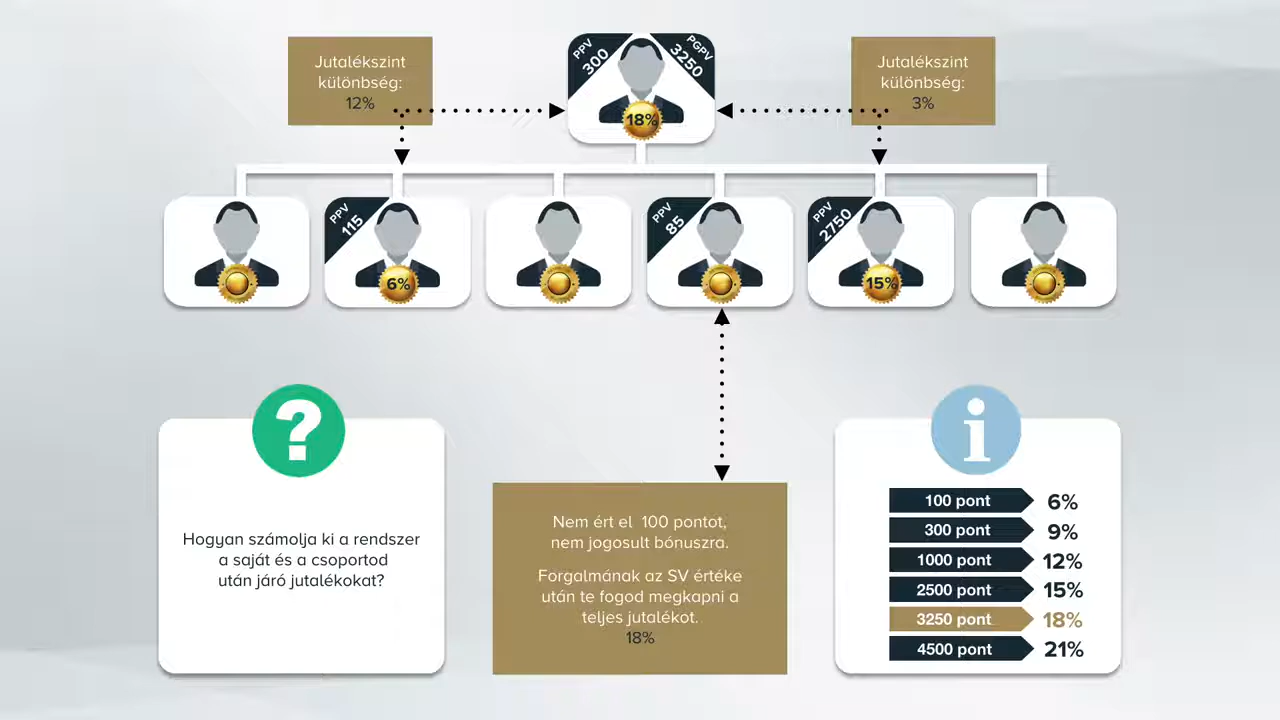 Jutalékszint
különbség:
12%
PPV
300
PGPV
3250
18%
Jutalékszint
különbség:
3%
PPV
115
6%
PPV
85
PPV
2750
15%
Hogyan számolja ki a rendszer
a saját és a csoportod
után járó jutalékokat?
Nem ért el 100 pontot,
nem jogosult bónuszra.
Forgalmának az SV értéke
után te fogod megkapni a
teljes jutalékot.
18%
100 pont 6%
300 pont 9%
1000 pont 12%
2500 pont 15%
3250 pont 18%
4500 pont 21%